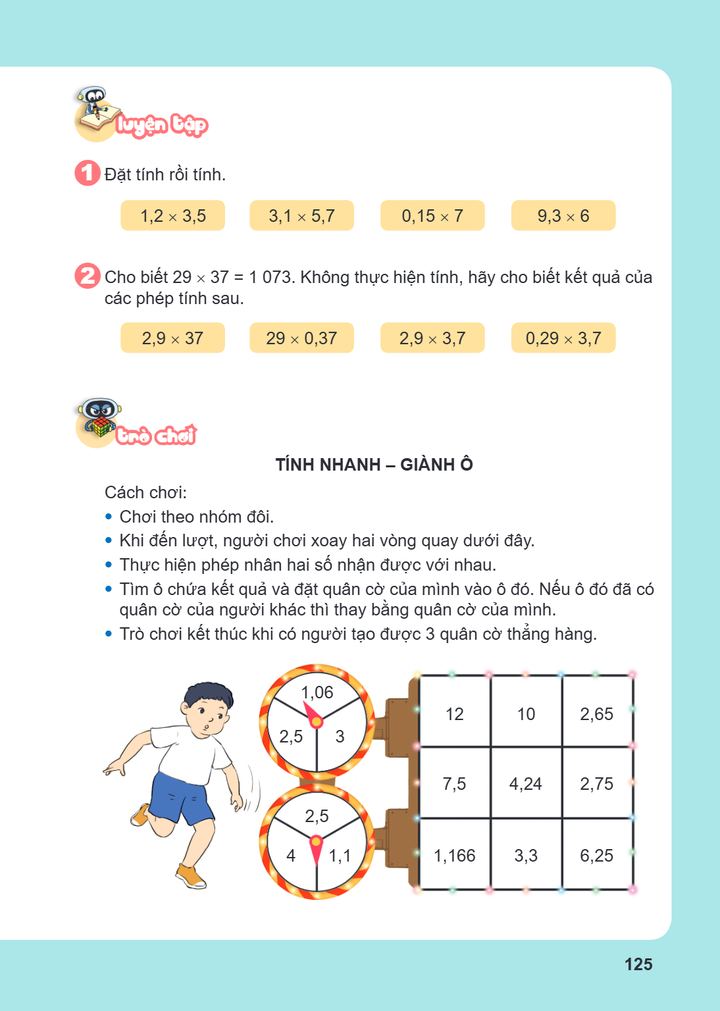 luyện tập
1 Đặt tính rồi tính.
1,2 × 3,5 3,1 × 5,7 0,15 × 7 9,3 × 6
2 Cho biết 29 × 37 = 1 073. Không thực hiện tính, hãy cho biết kết quả của
các phép tính sau.
2,9 × 37 29 × 0,37 2,9 × 3,7 0,29 × 3,7
trò chơi
TÍNH NHANH – GIÀNH Ô
Cách chơi:
• Chơi theo nhóm đôi.
• Khi đến lượt, người chơi xoay hai vòng quay dưới đây.
• Thực hiện phép nhân hai số nhận được với nhau.
• Tìm ô chứa kết quả và đặt quân cờ của mình vào ô đó. Nếu ô đó đã có
quân cờ của người khác thì thay bằng quân cờ của mình.
• Trò chơi kết thúc khi có người tạo được 3 quân cờ thẳng hàng.
1,06
2,5 3
2,5
4 1,1
12 10 2,65
7,5 4,24 2,75
1,166 3,3 6,25
125